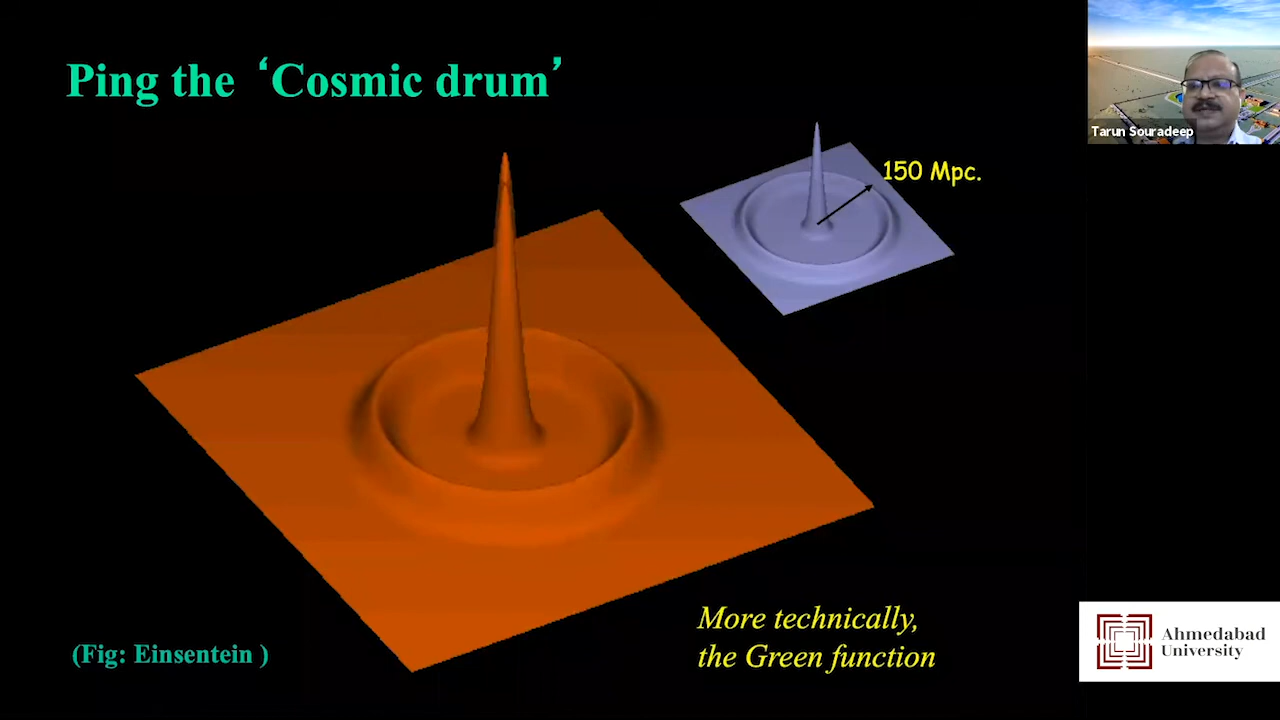 Ping the ‘Cosmic drum’
Tarun Souradeep
150 Mpc.
More technically,
the Green function
(Fig: Einsentein )
Ahmedabad
University